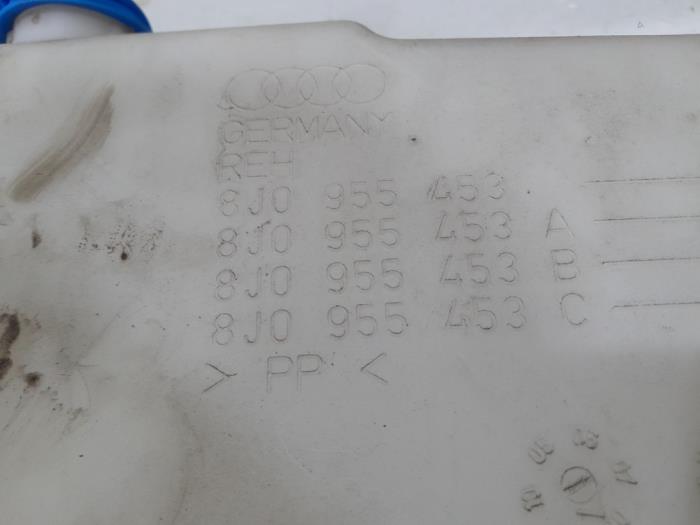 GERMANY
REH
8J0 955 453
8J0 955 453 A
8J0 955 453 B
8J0 955 453 C
> PP <